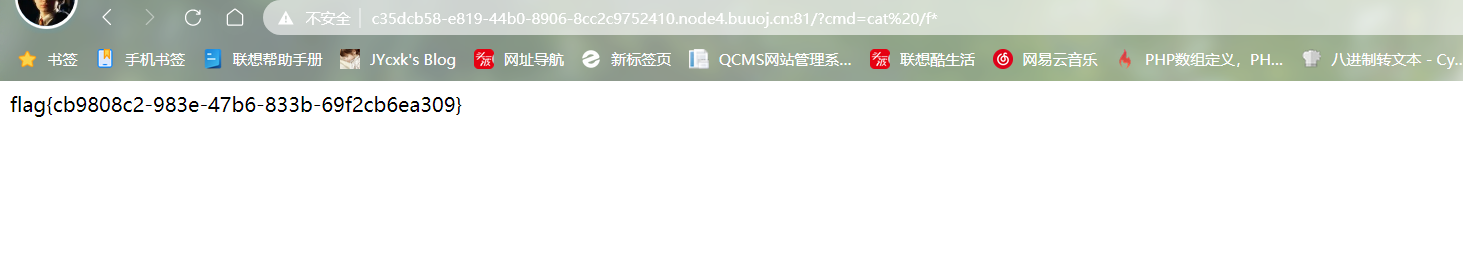 不安全 c35dcb58-e819-44b0-8906-8cc2c9752410.node4.buuoj.cn:81/?cmd=cat%20/f*
书签 手机书签 联想帮助手册 JYcxk's Blog 网址导航 新标签页 QCMS网站管理系... 联想酷生活 网易云音乐 PHP数组定义，PH... 八进制转文本 - Cy...
flag{cb9808c2-983e-47b6-833b-69f2cb6ea309}